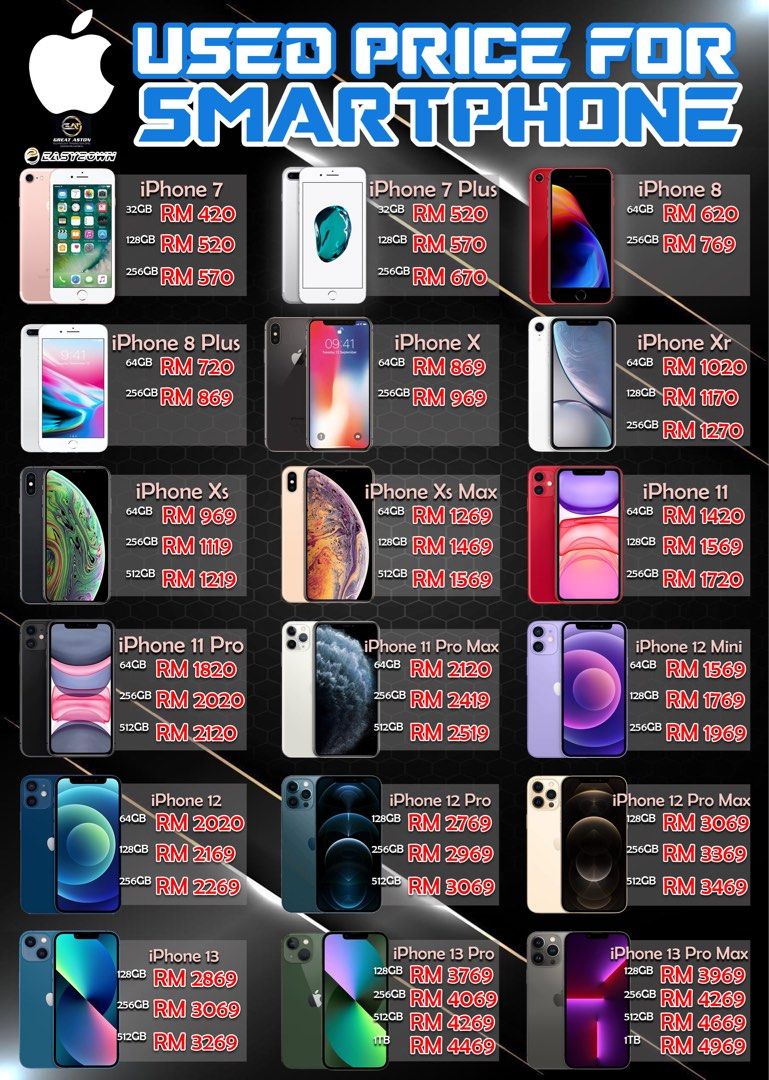 USED PRICE FOR
SMARTPHONE
GREAT ASTON
EASY2OWN
iPhone 7
32GB RM 420
128GB RM 520
256GB RM 570
iPhone 7 Plus
32GB RM 520
128GB RM 570
256GB RM 670
iPhone 8
64GB RM 620
256GB RM 769
iPhone 8 Plus
64GB RM 720
256GB RM 869
iPhone X
64GB RM 869
256GB RM 969
iPhone Xr
64GB RM 1020
128GB RM 1170
256GB RM 1270
iPhone Xs
64GB RM 969
256GB RM 1119
512GB RM 1219
iPhone Xs Max
64GB RM 1269
128GB RM 1469
512GB RM 1569
iPhone 11
64GB RM 1420
128GB RM 1569
256GB RM 1720
iPhone 11 Pro
64GB RM 1820
256GB RM 2020
512GB RM 2120
iPhone 11 Pro Max
64GB RM 2120
256GB RM 2419
512GB RM 2519
iPhone 12 Mini
64GB RM 1569
128GB RM 1769
256GB RM 1969
iPhone 12
64GB RM 2020
128GB RM 2169
256GB RM 2269
iPhone 12 Pro
128GB RM 2769
256GB RM 2969
512GB RM 3069
iPhone 12 Pro Max
128GB RM 3069
256GB RM 3369
512GB RM 3469
iPhone 13
128GB RM 2869
256GB RM 3069
512GB RM 3269
iPhone 13 Pro
128GB RM 3769
256GB RM 4069
512GB RM 4269
1TB RM 4469
iPhone 13 Pro Max
128GB RM 3969
256GB RM 4269
512GB RM 4669
1TB RM 4969